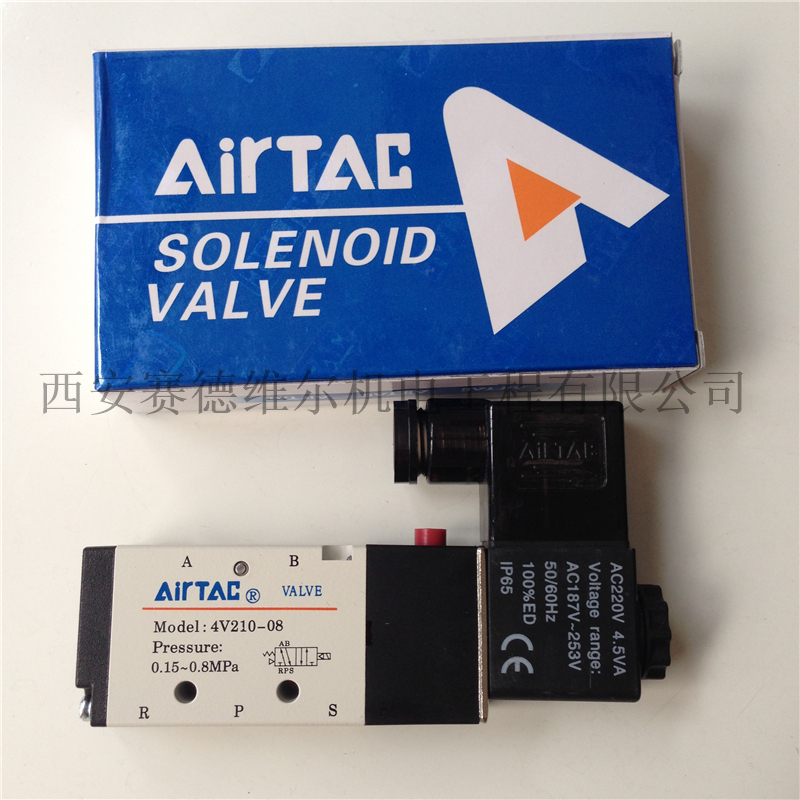 AirTAC
SOLENOID
VALVE
西安赛德维尔机电工程有限公司
AiRTAC
A B
AirTAC ® VALVE
Model: 4V210-08
Pressure:
0.15~0.8MPa
AB
RPS
R P S
AC220V 4.5VA
Voltage range:
AC187V~253V
50/60Hz
100%ED
IP65
CE